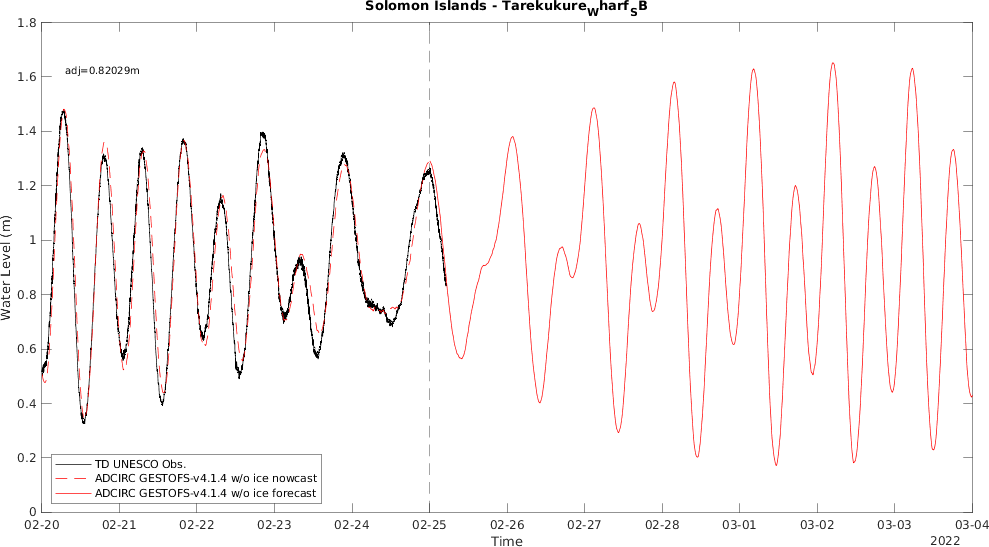 Solomon Islands - TarekukureWharfSB
1.8
1.6
1.4
1.2
1
0.8
0.6
0.4
0.2
0
Water Level (m)
adj=0.82029m
TD UNESCO Obs.
ADCIRC GESTOFS-v4.1.4 w/o ice nowcast
ADCIRC GESTOFS-v4.1.4 w/o ice forecast
02-20 02-21 02-22 02-23 02-24 02-25 02-26 02-27 02-28 03-01 03-02 03-03 03-04
Time
2022